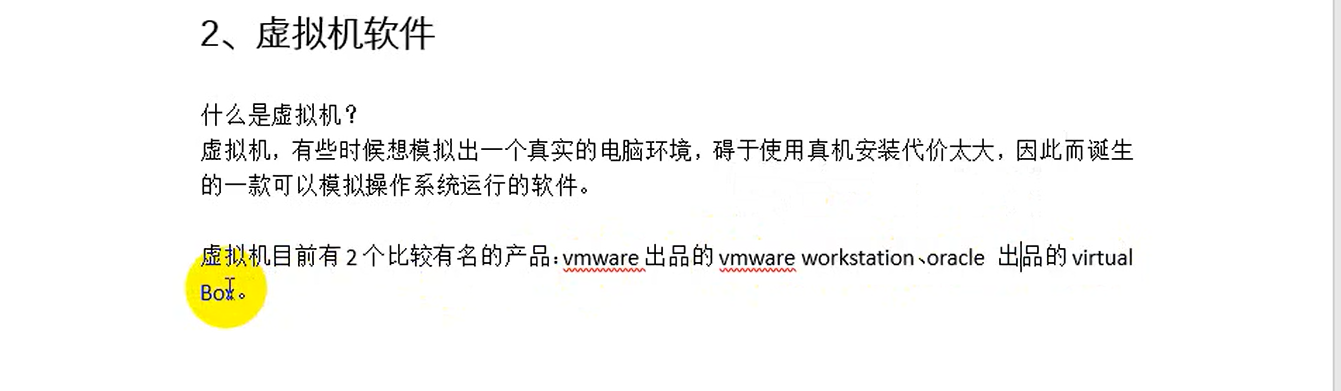 2、虚拟机软件
什么是虚拟机？
虚拟机，有些时候想模拟出一个真实的电脑环境，碍于使用真机安装代价太大，因此而诞生
的一款可以模拟操作系统运行的软件。
虚拟机目前有 2 个比较有名的产品：vmware 出品的 vmware workstation、oracle 出品的 virtual
Box。